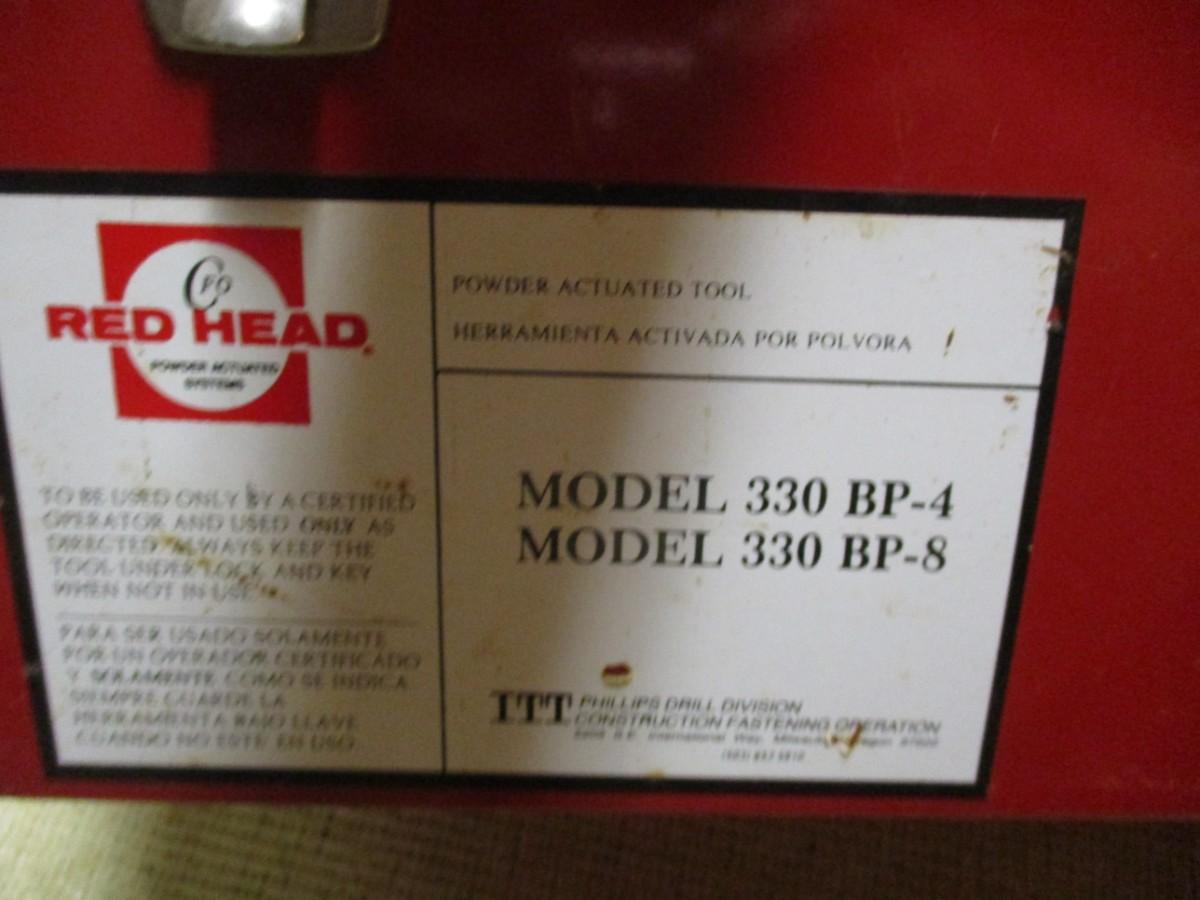 CFO
RED HEAD
POWDER ACTUATED
SYSTEMS
TO BE USED ONLY BY A CERTIFIED
OPERATOR AND USED ONLY AS
DIRECTED. ALWAYS KEEP THE
TOOL UNDER LOCK AND KEY
WHEN NOT IN USE.
PARA SER USADO SOLAMENTE
POR UN OPERADOR CERTIFICADO
Y SOLAMENTE COMO SE INDICA
SIEMPRE GUARDE LA
HERRAMIENTA BAJO LLAVE
CUANDO NO ESTE EN USO
POWDER ACTUATED TOOL
HERRAMIENTA ACTIVADA POR POLVORA
MODEL 330 BP-4
MODEL 330 BP-8
ITT PHILLIPS DRILL DIVISION
CONSTRUCTION FASTENING OPERATION
S.E. International Way,